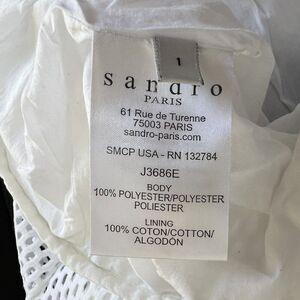 1
sandro
PARIS
61 Rue de Turenne
75003 PARIS
sandro-paris.com
SMCP USA - RN 132784
J3686E
BODY
100% POLYESTER/POLYESTER
POLIESTER
LINING
100% COTTON/COTTON/
ALGODÓN